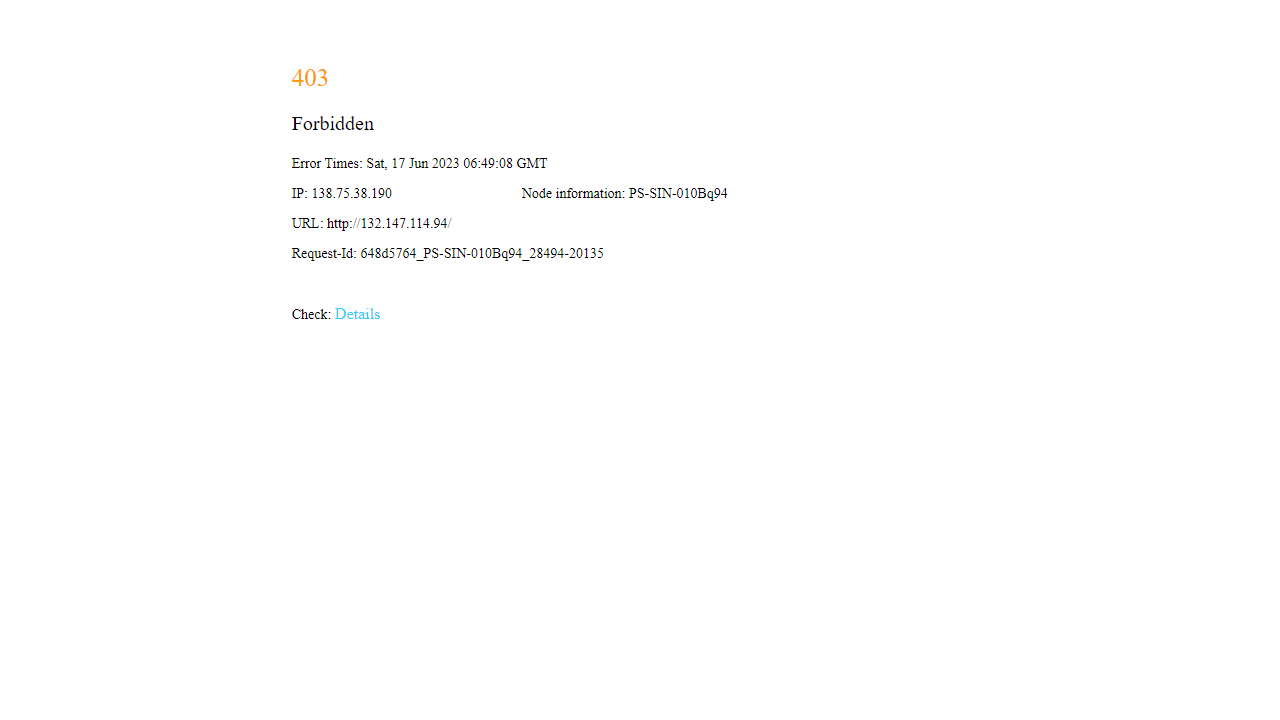 403
Forbidden
Error Times: Sat, 17 Jun 2023 06:49:08 GMT
IP: 138.75.38.190 Node information: PS-SIN-010Bq94
URL: http://132.147.114.94/
Request-Id: 648d5764_PS-SIN-010Bq94_28494-20135
Check: Details